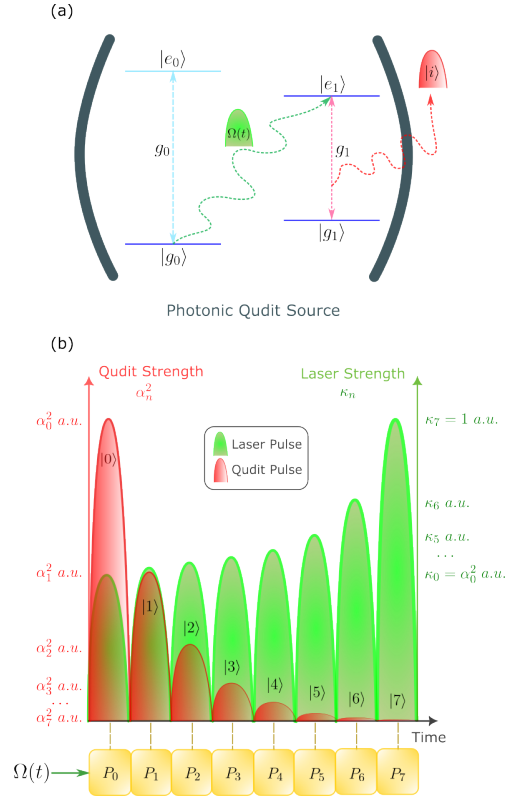 (a)
|e₀⟩
|e₁⟩
|i⟩
Ω(t)
g₀
g₁
|g₀⟩
|g₁⟩
Photonic Qudit Source
(b)
Qudit Strength
αₙ²
Laser Strength
κₙ
α₀² a.u.
κ₇ = 1 a.u.
Laser Pulse
Qudit Pulse
|0⟩
κ₆ a.u.
κ₅ a.u.
...
α₁² a.u.
κ₀ = α₀² a.u.
|1⟩
|2⟩
α₂² a.u.
|3⟩
α₃² a.u.
|4⟩
|5⟩
|6⟩
|7⟩
...
α₇² a.u.
Time
Ω(t)
P₀ P₁ P₂ P₃ P₄ P₅ P₆ P₇